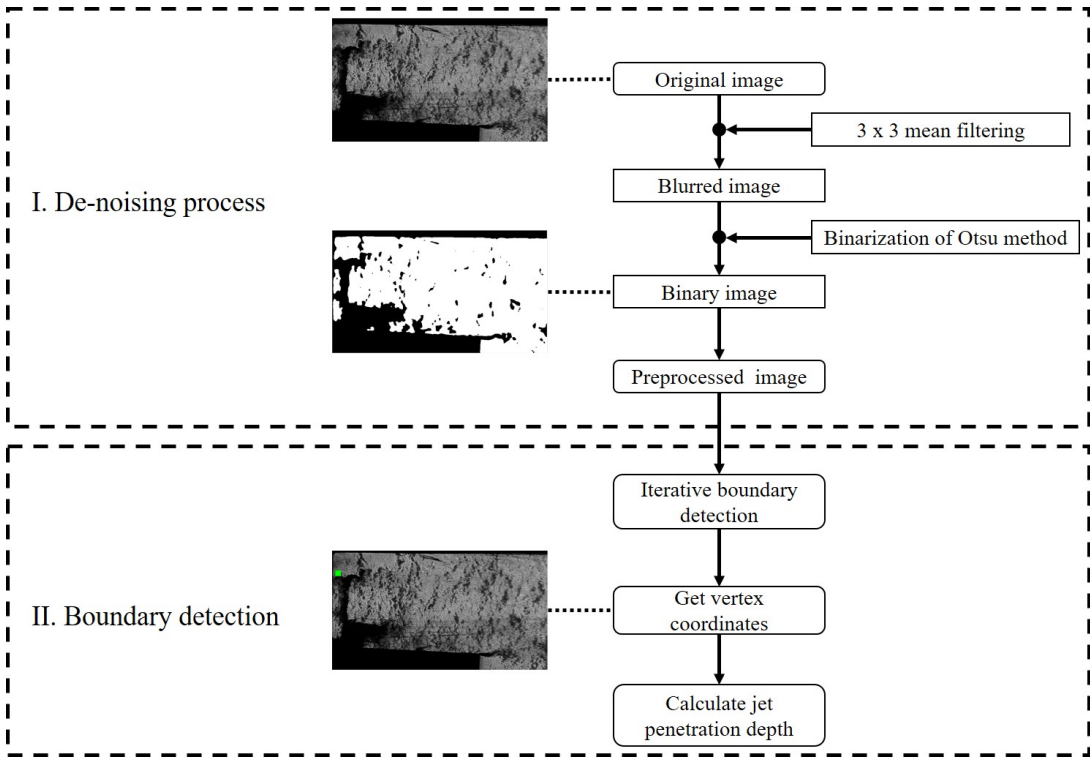 Original image
3 x 3 mean filtering
I. De-noising process
Blurred image
Binarization of Otsu method
Binary image
Preprocessed image
Iterative boundary
detection
II. Boundary detection
Get vertex
coordinates
Calculate jet
penetration depth